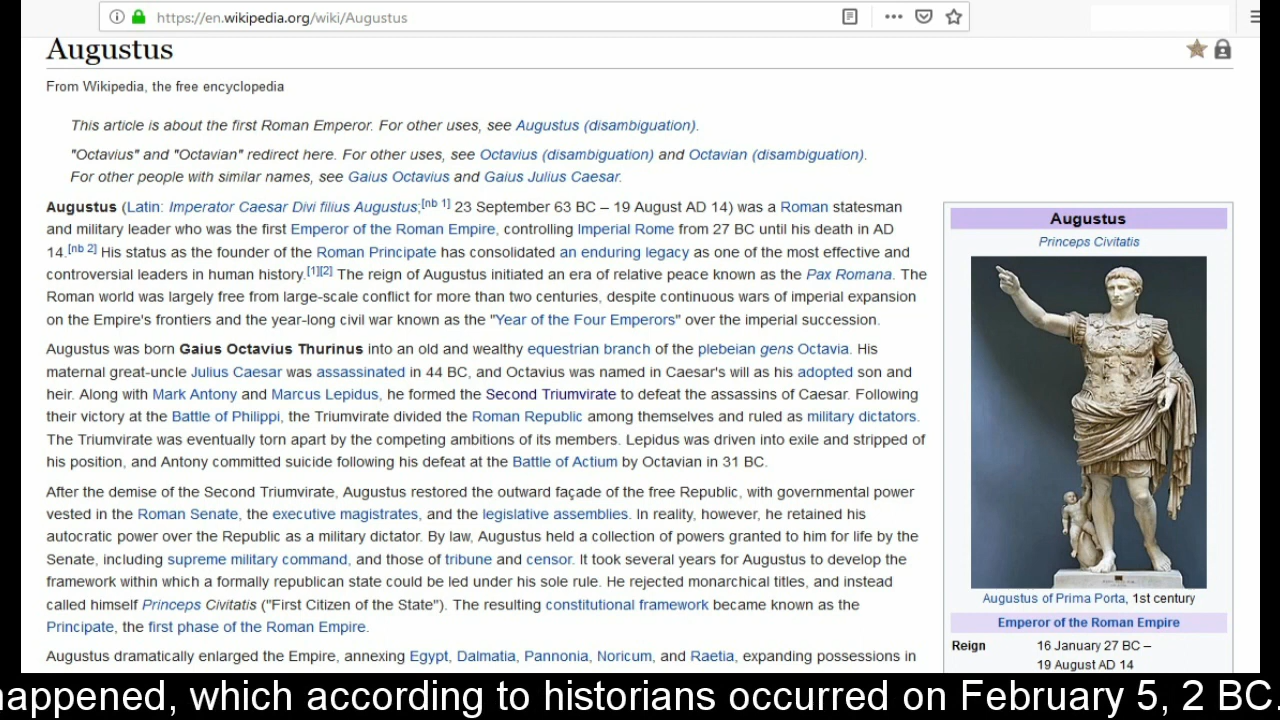 https://en.wikipedia.org/wiki/Augustus
Augustus
From Wikipedia, the free encyclopedia
This article is about the first Roman Emperor. For other uses, see Augustus (disambiguation).
"Octavius" and "Octavian" redirect here. For other uses, see Octavius (disambiguation) and Octavian (disambiguation).
For other people with similar names, see Gaius Octavius and Gaius Julius Caesar.
Augustus (Latin: Imperator Caesar Divi filius Augustus;[nb 1] 23 September 63 BC – 19 August AD 14) was a Roman statesman
and military leader who was the first Emperor of the Roman Empire, controlling Imperial Rome from 27 BC until his death in AD
14.[nb 2] His status as the founder of the Roman Principate has consolidated an enduring legacy as one of the most effective and
controversial leaders in human history.[1][2] The reign of Augustus initiated an era of relative peace known as the Pax Romana. The
Roman world was largely free from large-scale conflict for more than two centuries, despite continuous wars of imperial expansion
on the Empire's frontiers and the year-long civil war known as the "Year of the Four Emperors" over the imperial succession.
Augustus was born Gaius Octavius Thurinus into an old and wealthy equestrian branch of the plebeian gens Octavia. His
maternal great-uncle Julius Caesar was assassinated in 44 BC, and Octavius was named in Caesar's will as his adopted son and
heir. Along with Mark Antony and Marcus Lepidus, he formed the Second Triumvirate to defeat the assassins of Caesar. Following
their victory at the Battle of Philippi, the Triumvirate divided the Roman Republic among themselves and ruled as military dictators.
The Triumvirate was eventually torn apart by the competing ambitions of its members. Lepidus was driven into exile and stripped of
his position, and Antony committed suicide following his defeat at the Battle of Actium by Octavian in 31 BC.
After the demise of the Second Triumvirate, Augustus restored the outward façade of the free Republic, with governmental power
vested in the Roman Senate, the executive magistrates, and the legislative assemblies. In reality, however, he retained his
autocratic power over the Republic as a military dictator. By law, Augustus held a collection of powers granted to him for life by the
Senate, including supreme military command, and those of tribune and censor. It took several years for Augustus to develop the
framework within which a formally republican state could be led under his sole rule. He rejected monarchical titles, and instead
called himself Princeps Civitatis ("First Citizen of the State"). The resulting constitutional framework became known as the
Principate, the first phase of the Roman Empire.
Augustus dramatically enlarged the Empire, annexing Egypt, Dalmatia, Pannonia, Noricum, and Raetia, expanding possessions in
Augustus
Princeps Civitatis
Augustus of Prima Porta, 1st century
Emperor of the Roman Empire
Reign 16 January 27 BC –
19 August AD 14
happened, which according to historians occurred on February 5, 2 BC.